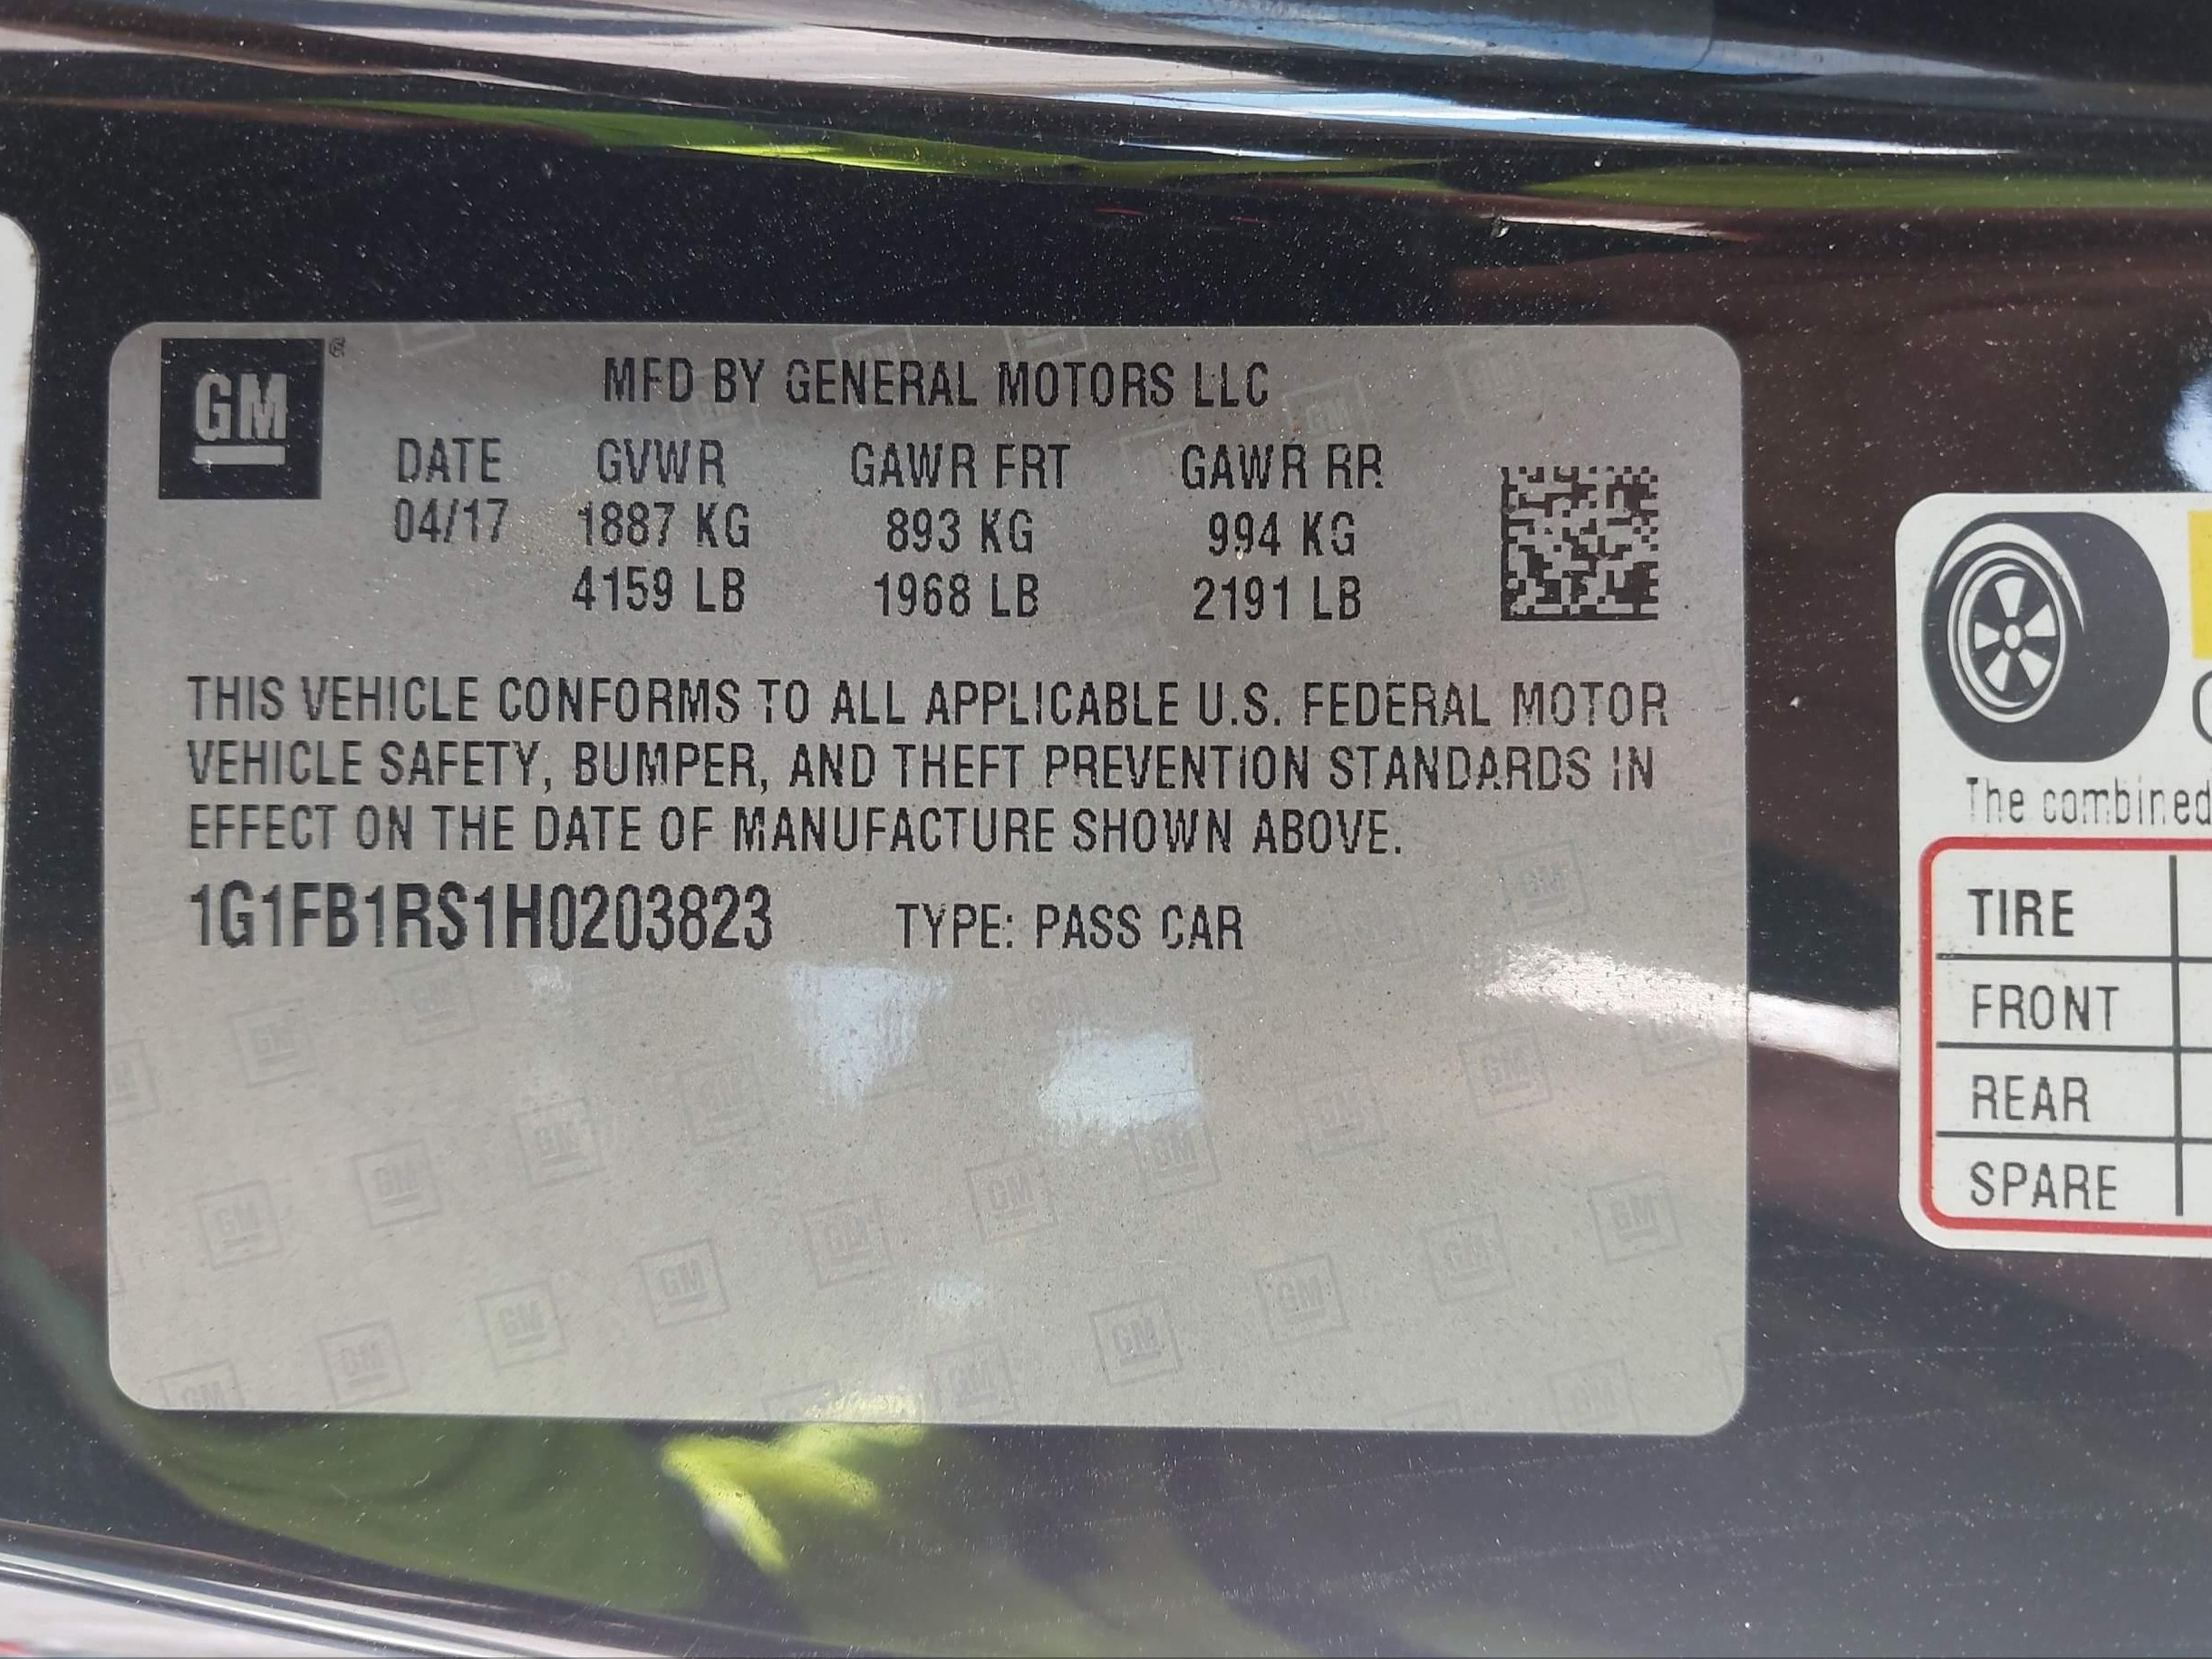 GM
MFD BY GENERAL MOTORS LLC
DATE GVWR GAWR FRT GAWR RR
04/17 1887 KG 893 KG 994 KG
4159 LB 1968 LB 2191 LB
THIS VEHICLE CONFORMS TO ALL APPLICABLE U.S. FEDERAL MOTOR
VEHICLE SAFETY, BUMPER, AND THEFT PREVENTION STANDARDS IN
EFFECT ON THE DATE OF MANUFACTURE SHOWN ABOVE.
1G1FB1RS1H0203823 TYPE: PASS CAR
The combined
TIRE
FRONT
REAR
SPARE